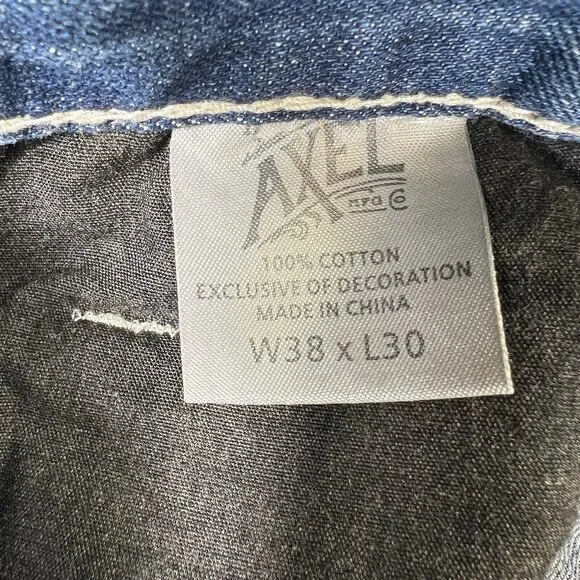 AXEL
MFG Co
100% COTTON
EXCLUSIVE OF DECORATION
MADE IN CHINA
W38 x L30